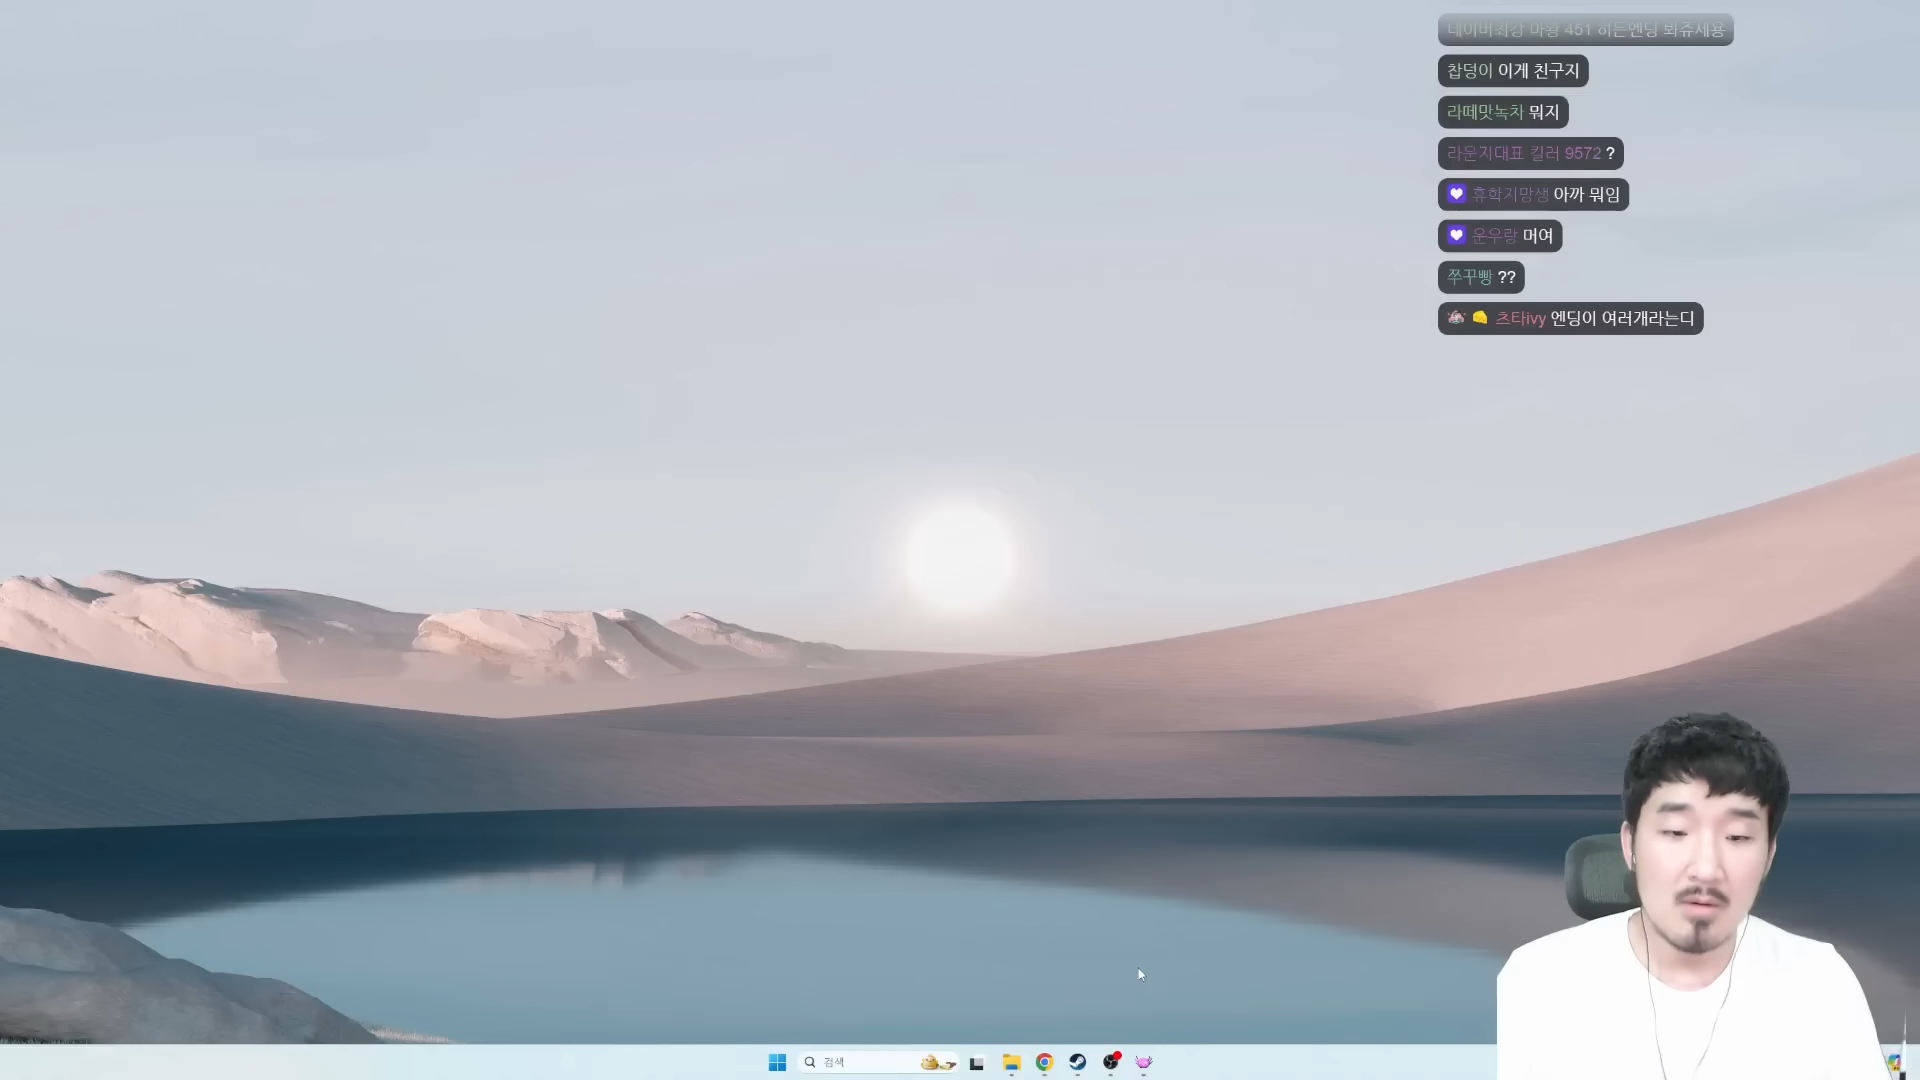 네이버최강 마왕 451 히든엔딩 봐쥬세용
찹덩이 이게 친구지
라떼맛녹차 뭐지
라운지대표 킬러 9572 ?
휴학지망생 아까 뭐임
운우랑 머여
쭈꾸빵 ??
츠타ivy 엔딩이 여러개라는디
검색